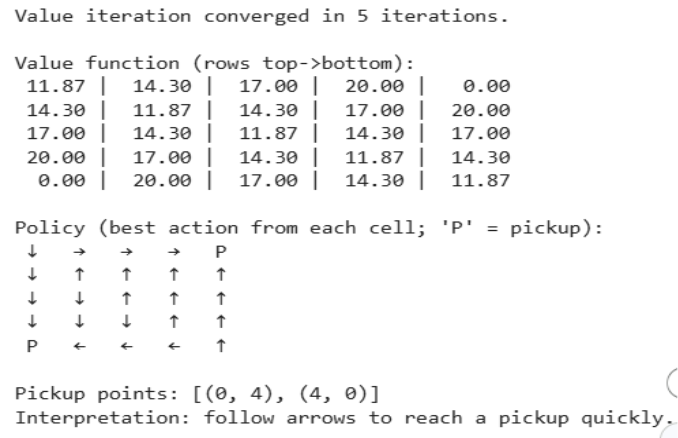 Value iteration converged in 5 iterations.
Value function (rows top->bottom):
11.87 | 14.30 | 17.00 | 20.00 | 0.00
14.30 | 11.87 | 14.30 | 17.00 | 20.00
17.00 | 14.30 | 11.87 | 14.30 | 17.00
20.00 | 17.00 | 14.30 | 11.87 | 14.30
0.00 | 20.00 | 17.00 | 14.30 | 11.87
Policy (best action from each cell; 'P' = pickup):
↓ → → → P
↓ ↑ ↑ ↑ ↑
↓ ↓ ↑ ↑ ↑
↓ ↓ ↓ ↑ ↑
P ← ← ← ↑
Pickup points: [(0, 4), (4, 0)]
Interpretation: follow arrows to reach a pickup quickly.